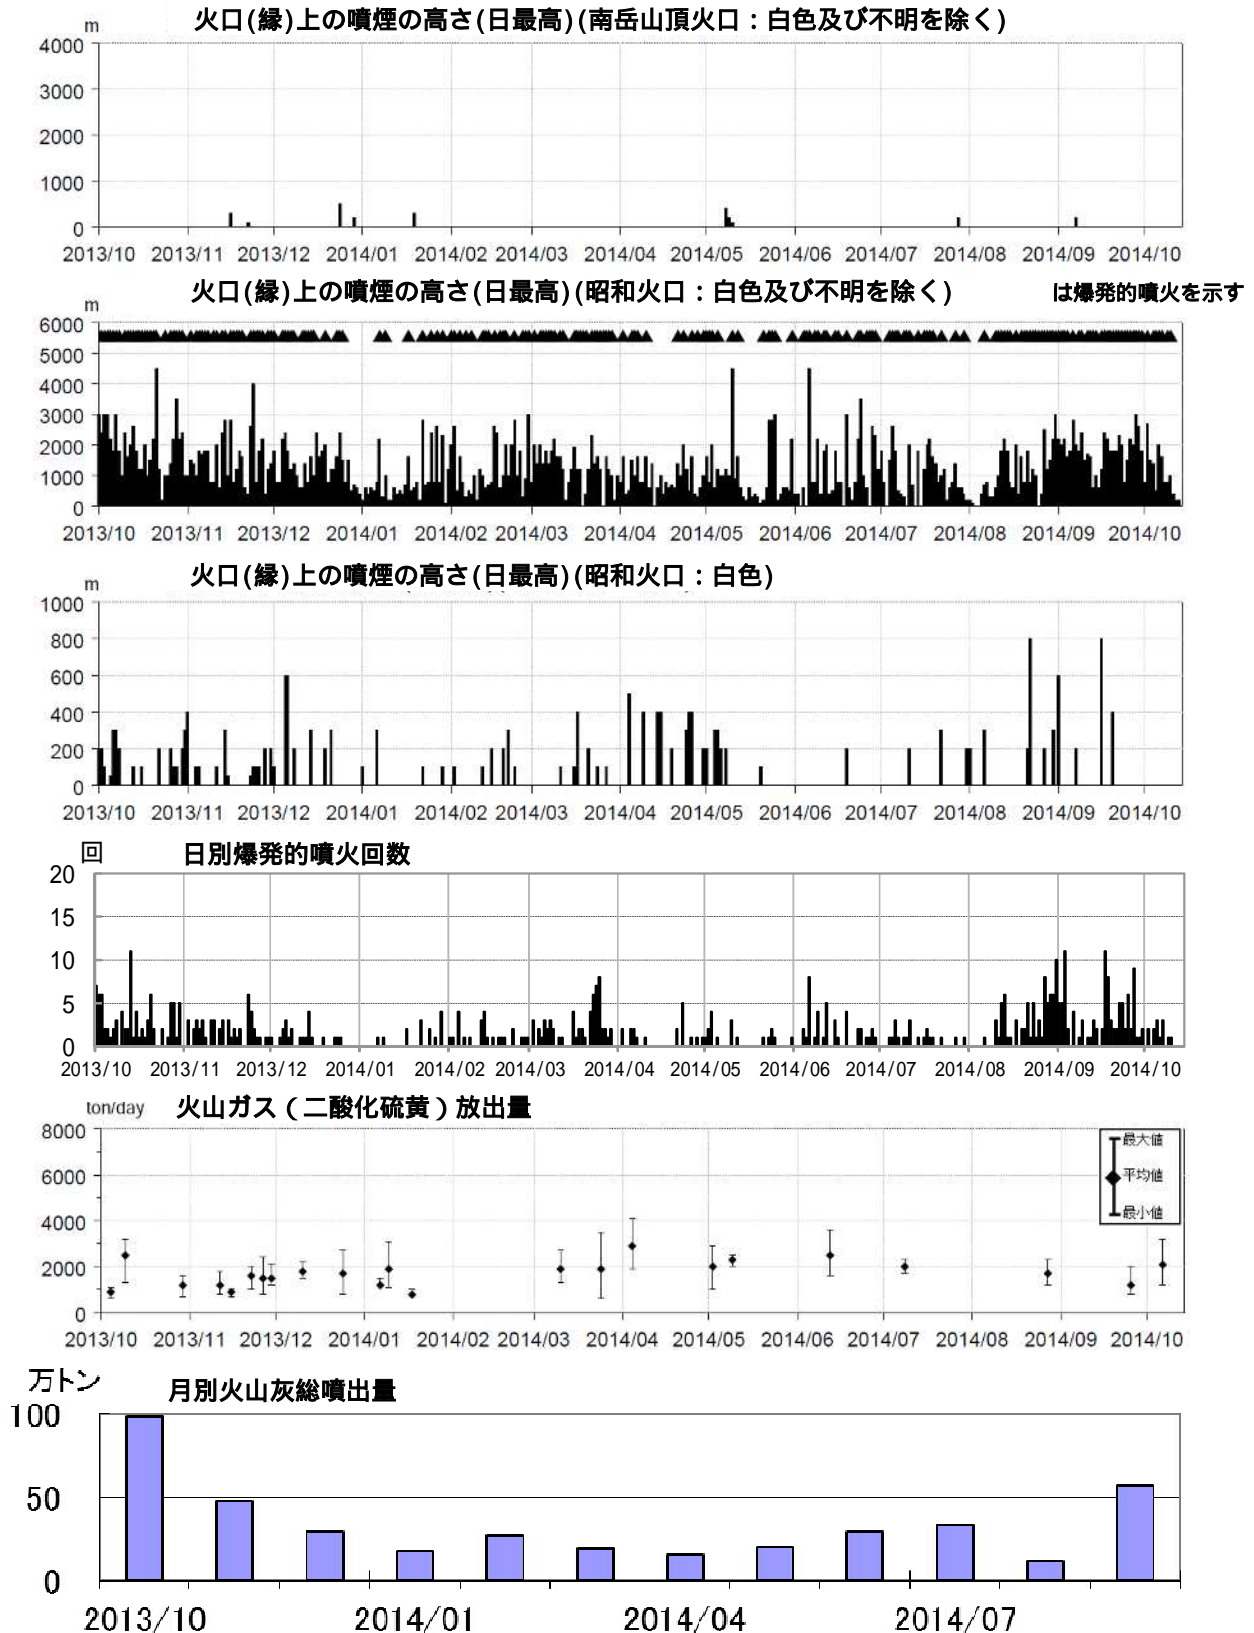 火口(縁)上の噴煙の高さ(日最高)(南岳山頂火口：白色及び不明を除く)
m
4000
3000
2000
1000
0
2013/10 2013/11 2013/12 2014/01 2014/02 2014/03 2014/04 2014/05 2014/06 2014/07 2014/08 2014/09 2014/10
火口(縁)上の噴煙の高さ(日最高)(昭和火口：白色及び不明を除く) は爆発的噴火を示す
m
6000
5000
4000
3000
2000
1000
0
2013/10 2013/11 2013/12 2014/01 2014/02 2014/03 2014/04 2014/05 2014/06 2014/07 2014/08 2014/09 2014/10
火口(縁)上の噴煙の高さ(日最高)(昭和火口：白色)
m
1000
800
600
400
200
0
2013/10 2013/11 2013/12 2014/01 2014/02 2014/03 2014/04 2014/05 2014/06 2014/07 2014/08 2014/09 2014/10
回 日別爆発的噴火回数
20
15
10
5
0
2013/10 2013/11 2013/12 2014/01 2014/02 2014/03 2014/04 2014/05 2014/06 2014/07 2014/08 2014/09 2014/10
ton/day 火山ガス（二酸化硫黄）放出量
8000
6000
4000
2000
0
最大値
平均値
最小値
2013/10 2013/11 2013/12 2014/01 2014/02 2014/03 2014/04 2014/05 2014/06 2014/07 2014/08 2014/09 2014/10
万トン 月別火山灰総噴出量
100
50
0
2013/10 2014/01 2014/04 2014/07